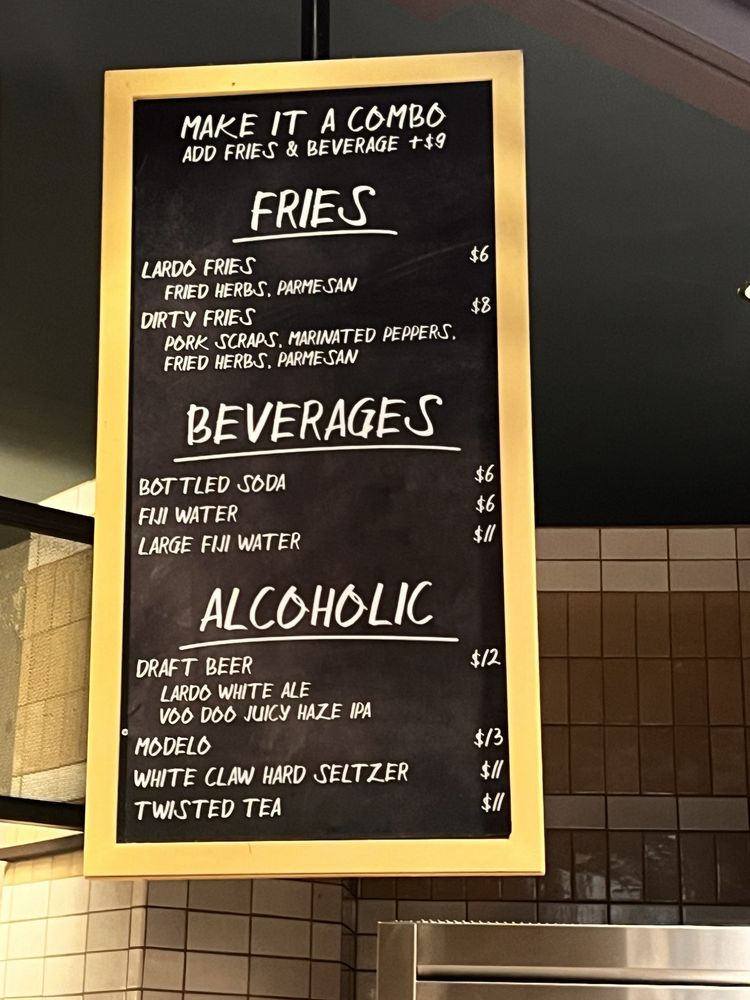 MAKE IT A COMBO
ADD FRIES & BEVERAGE +$9
FRIES
LARDO FRIES $6
FRIED HERBS, PARMESAN
DIRTY FRIES $8
PORK SCRAPS, MARINATED PEPPERS,
FRIED HERBS, PARMESAN
BEVERAGES
BOTTLED SODA $6
FIJI WATER $6
LARGE FIJI WATER $11
ALCOHOLIC
DRAFT BEER $12
LARDO WHITE ALE
VOO DOO JUICY HAZE IPA
MODELO $13
WHITE CLAW HARD SELTZER $11
TWISTED TEA $11